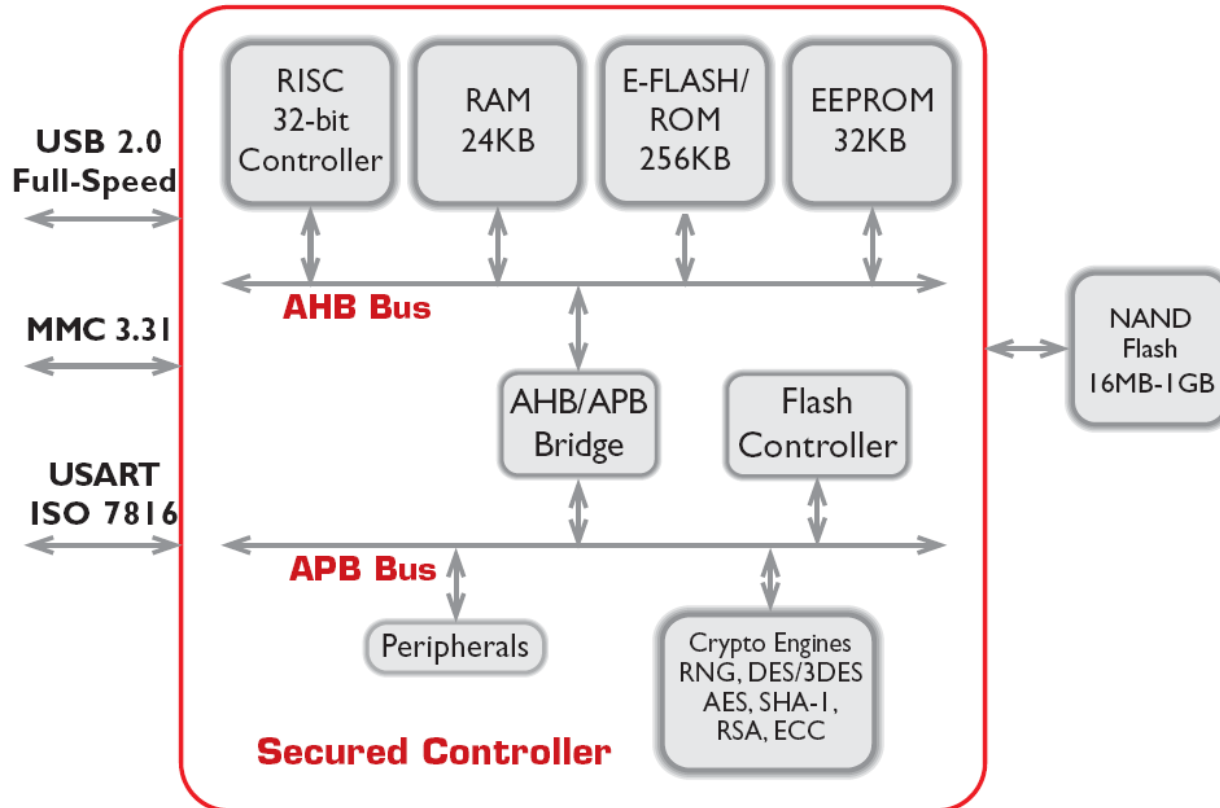 RISC
32-bit
Controller
RAM
24KB
E-FLASH/
ROM
256KB
EEPROM
32KB
USB 2.0
Full-Speed
AHB Bus
MMC 3.31
NAND
Flash
16MB-1GB
AHB/APB
Bridge
Flash
Controller
USART
ISO 7816
APB Bus
Peripherals
Crypto Engines
RNG, DES/3DES
AES, SHA-1,
RSA, ECC
Secured Controller